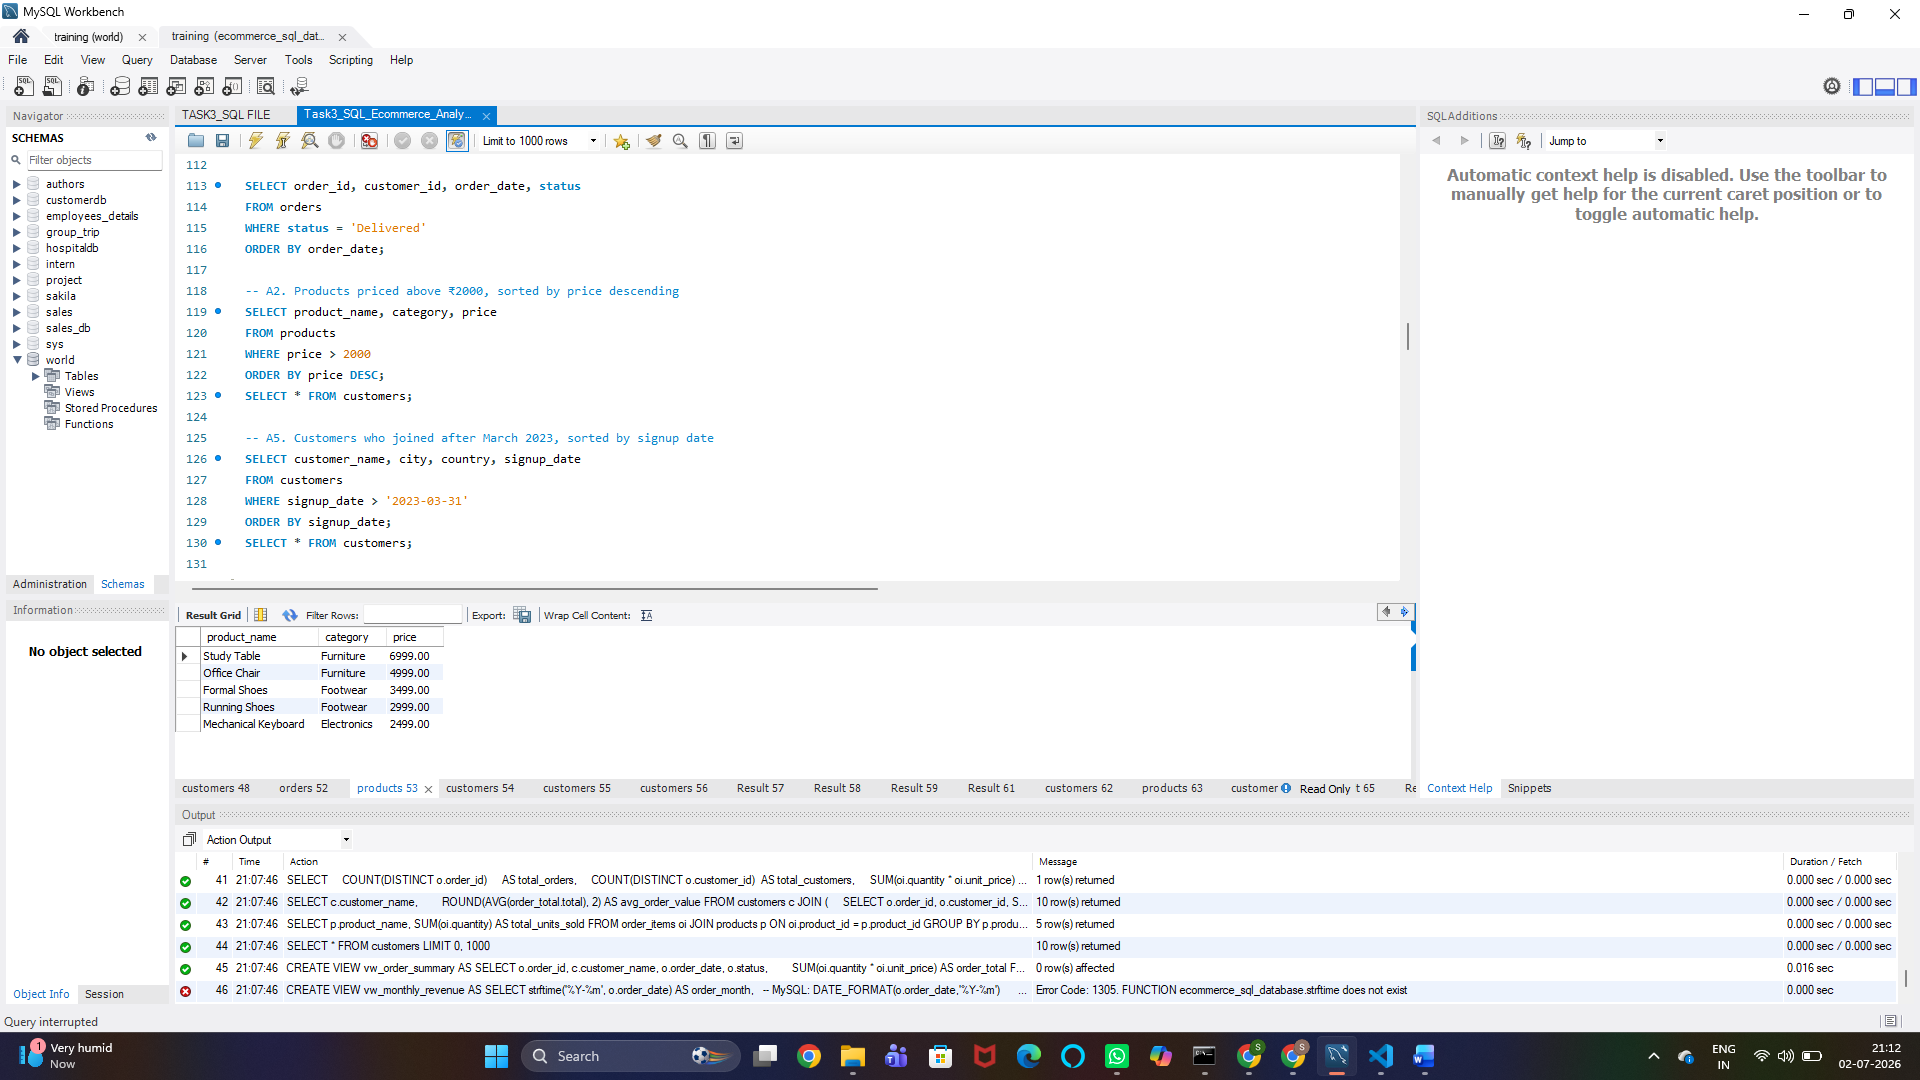 MySQL Workbench
training (world)
training (ecommerce_sql_dat...
File Edit View Query Database Server Tools Scripting Help
Navigator
SCHEMAS
Filter objects
authors
customerdb
employees_details
group_trip
hospitaldb
intern
project
sakila
sales
sales_db
sys
world
Tables
Views
Stored Procedures
Functions
Administration Schemas
Information
No object selected
Object Info Session
TASK3_SQL FILE
Task3_SQL_Ecommerce_Analy...
Limit to 1000 rows
112
113 SELECT order_id, customer_id, order_date, status
114 FROM orders
115 WHERE status = 'Delivered'
116 ORDER BY order_date;
117
118 -- A2. Products priced above ₹2000, sorted by price descending
119 SELECT product_name, category, price
120 FROM products
121 WHERE price > 2000
122 ORDER BY price DESC;
123 SELECT * FROM customers;
124
125 -- A5. Customers who joined after March 2023, sorted by signup date
126 SELECT customer_name, city, country, signup_date
127 FROM customers
128 WHERE signup_date > '2023-03-31'
129 ORDER BY signup_date;
130 SELECT * FROM customers;
131
Result Grid Filter Rows: Export: Wrap Cell Content:
product_name category price
Study Table Furniture 6999.00
Office Chair Furniture 4999.00
Formal Shoes Footwear 3499.00
Running Shoes Footwear 2999.00
Mechanical Keyboard Electronics 2499.00
customers 48 orders 52 products 53 customers 54 customers 55 customers 56 Result 57 Result 58 Result 59 Result 61 customers 62 products 63 customer Read Only t 65 Re
SQLAdditions
Jump to
Automatic context help is disabled. Use the toolbar to
manually get help for the current caret position or to
toggle automatic help.
Context Help Snippets
Output
Action Output
# Time Action Message Duration / Fetch
41 21:07:46 SELECT COUNT(DISTINCT o.order_id) AS total_orders, COUNT(DISTINCT o.customer_id) AS total_customers, SUM(oi.quantity * oi.unit_price) ... 1 row(s) returned 0.000 sec / 0.000 sec
42 21:07:46 SELECT c.customer_name, ROUND(AVG(order_total.total), 2) AS avg_order_value FROM customers c JOIN ( SELECT o.order_id, o.customer_id, S... 10 row(s) returned 0.000 sec / 0.000 sec
43 21:07:46 SELECT p.product_name, SUM(oi.quantity) AS total_units_sold FROM order_items oi JOIN products p ON oi.product_id = p.product_id GROUP BY p.produ... 5 row(s) returned 0.000 sec / 0.000 sec
44 21:07:46 SELECT * FROM customers LIMIT 0, 1000 10 row(s) returned 0.000 sec / 0.000 sec
45 21:07:46 CREATE VIEW vw_order_summary AS SELECT o.order_id, c.customer_name, o.order_date, o.status, SUM(oi.quantity * oi.unit_price) AS order_total F... 0 row(s) affected 0.016 sec
46 21:07:46 CREATE VIEW vw_monthly_revenue AS SELECT strftime('%Y-%m', o.order_date) AS order_month, -- MySQL: DATE_FORMAT(o.order_date,'%Y-%m') ... Error Code: 1305. FUNCTION ecommerce_sql_database.strftime does not exist 0.000 sec
Query interrupted
1
Very humid
Now
Search
S
S
ENG
IN
21:12
02-07-2026